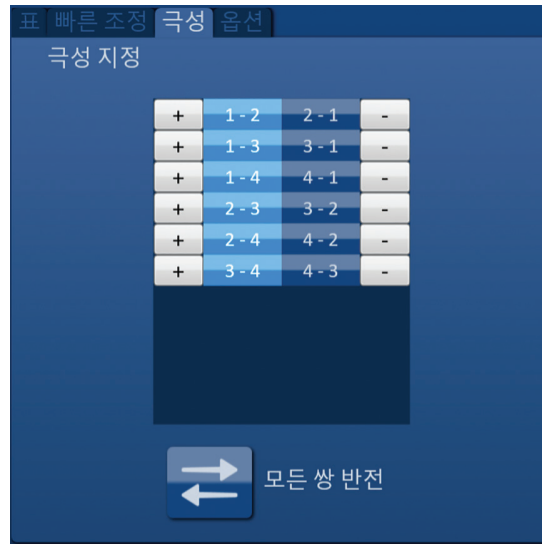 표 빠른 조정 극성 옵션
극성 지정
+ 1 - 2 2 - 1 -
+ 1 - 3 3 - 1 -
+ 1 - 4 4 - 1 -
+ 2 - 3 3 - 2 -
+ 2 - 4 4 - 2 -
+ 3 - 4 4 - 3 -
모든 쌍 반전